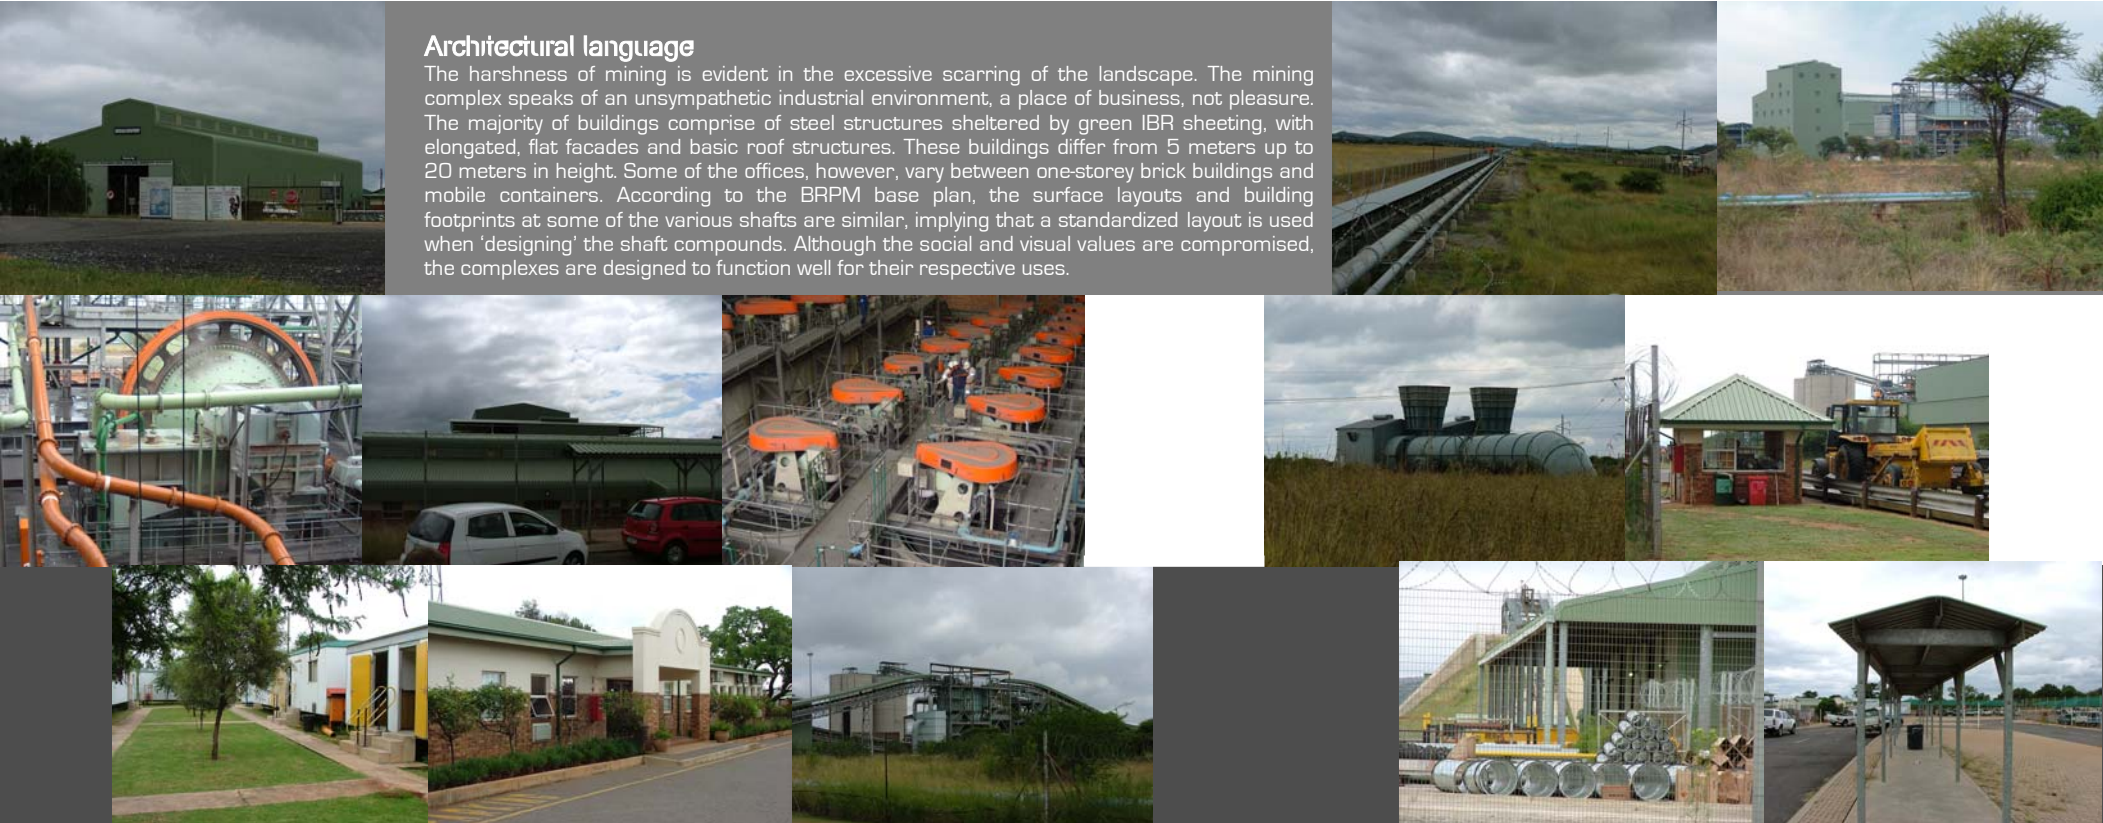 Architectural language
The harshness of mining is evident in the excessive scarring of the landscape. The mining
complex speaks of an unsympathetic industrial environment, a place of business, not pleasure.
The majority of buildings comprise of steel structures sheltered by green IBR sheeting, with
elongated, flat facades and basic roof structures. These buildings differ from 5 meters up to
20 meters in height. Some of the offices, however, vary between one-storey brick buildings and
mobile containers. According to the BRPM base plan, the surface layouts and building
footprints at some of the various shafts are similar, implying that a standardized layout is used
when ‘designing’ the shaft compounds. Although the social and visual values are compromised,
the complexes are designed to function well for their respective uses.